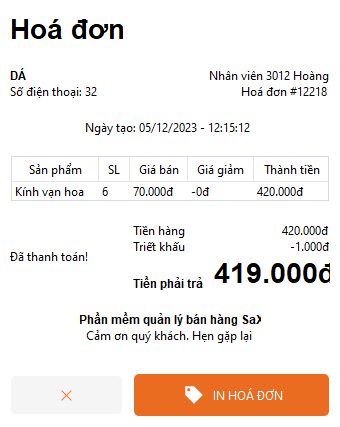 Hoá đơn
DÁ Nhân viên 3012 Hoàng
Số điện thoại: 32 Hoá đơn #12218
Ngày tạo: 05/12/2023 - 12:15:12
Sản phẩm SL Giá bán Giá giảm Thành tiền
Kính vạn hoa 6 70.000đ -0đ 420.000đ
Tiền hàng 420.000đ
Triết khấu -1.000đ
Đã thanh toán!
Tiền phải trả 419.000đ
Phần mềm quản lý bán hàng SaX
Cảm ơn quý khách. Hẹn gặp lại
IN HOÁ ĐƠN